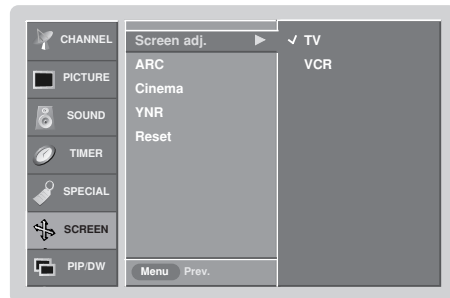 CHANNEL
PICTURE
SOUND
TIMER
SPECIAL
SCREEN
PIP/DW
Screen adj. ▶
ARC
Cinema
YNR
Reset
Menu Prev.
✓ TV
VCR